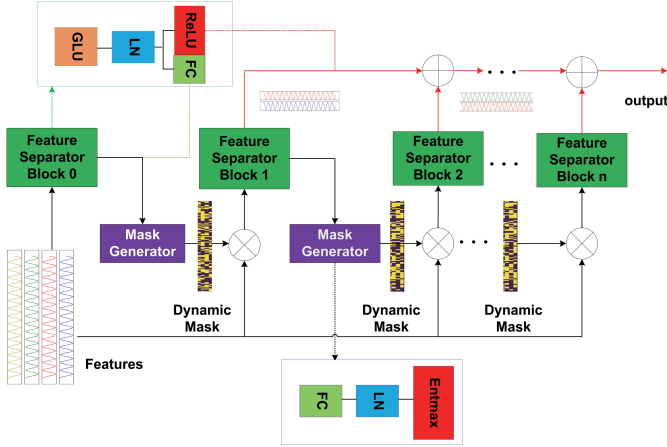 GLU
LN
ReLU
FC
output
Feature
Separator
Block 0
Feature
Separator
Block 1
Feature
Separator
Block 2
Feature
Separator
Block n
Mask
Generator
Mask
Generator
Dynamic
Mask
Dynamic
Mask
Dynamic
Mask
Features
FC
LN
Entmax